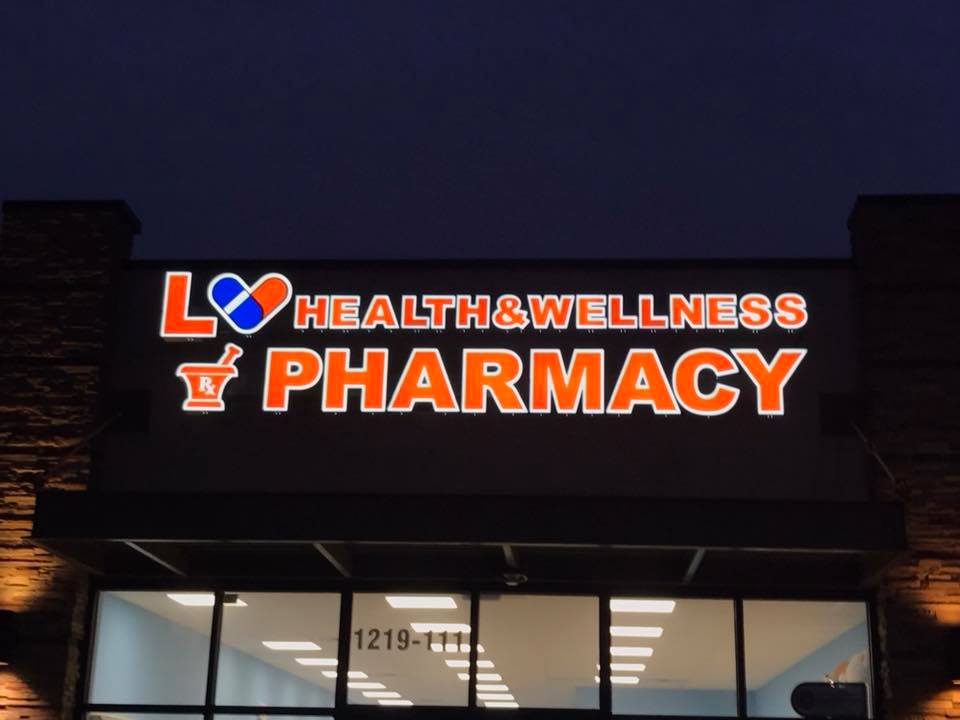 L HEALTH&WELLNESS
Rx PHARMACY
1219-111